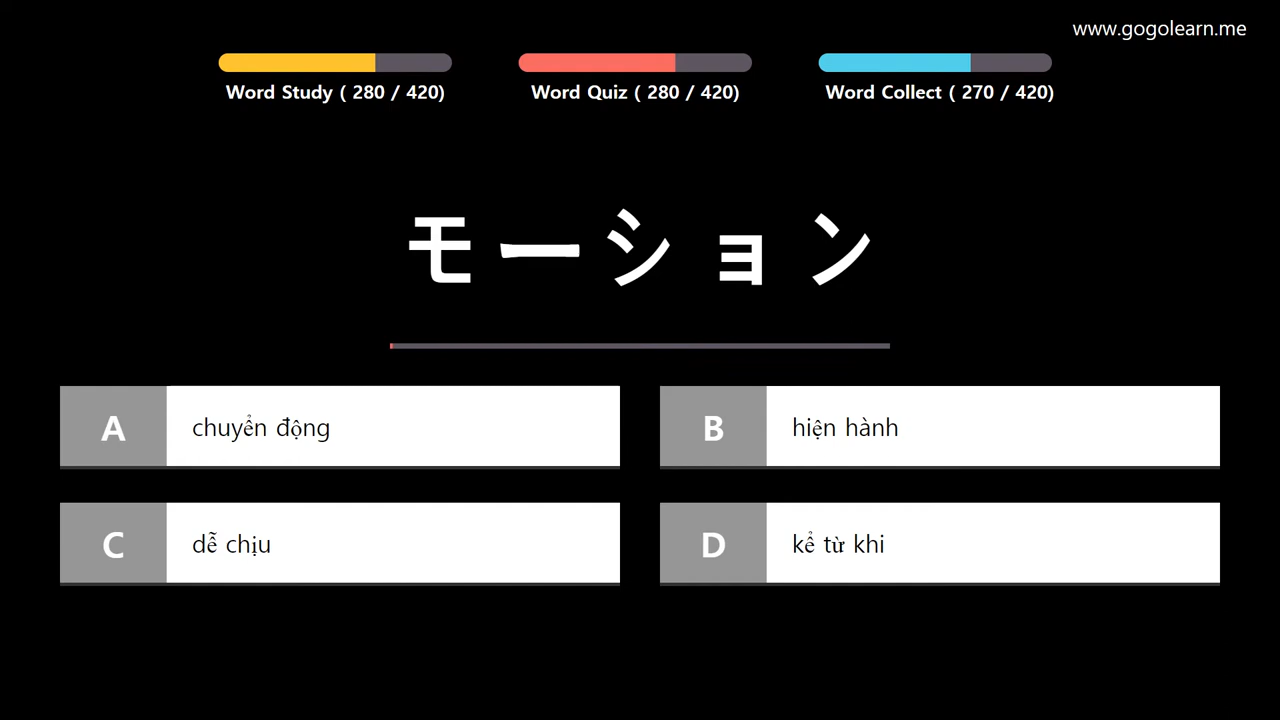 www.gogolearn.me
Word Study ( 280 / 420)
Word Quiz ( 280 / 420)
Word Collect ( 270 / 420)
モーション
A chuyển động
B hiện hành
C dễ chịu
D kể từ khi